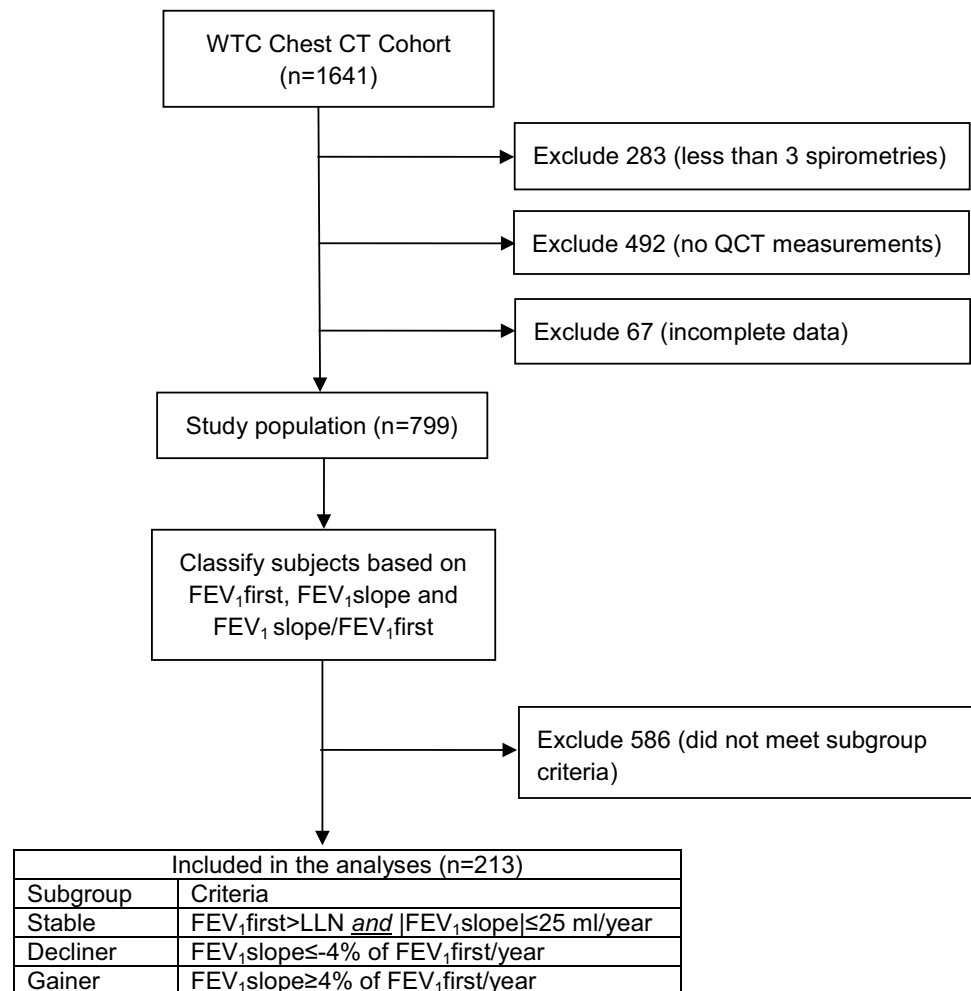 WTC Chest CT Cohort
(n=1641)
Exclude 283 (less than 3 spirometries)
Exclude 492 (no QCT measurements)
Exclude 67 (incomplete data)
Study population (n=799)
Classify subjects based on
FEV₁first, FEV₁slope and
FEV₁ slope/FEV₁first
Exclude 586 (did not meet subgroup
criteria)
Included in the analyses (n=213)
Subgroup Criteria
Stable FEV₁first>LLN and |FEV₁slope|≤25 ml/year
Decliner FEV₁slope≤-4% of FEV₁first/year
Gainer FEV₁slope≥4% of FEV₁first/year